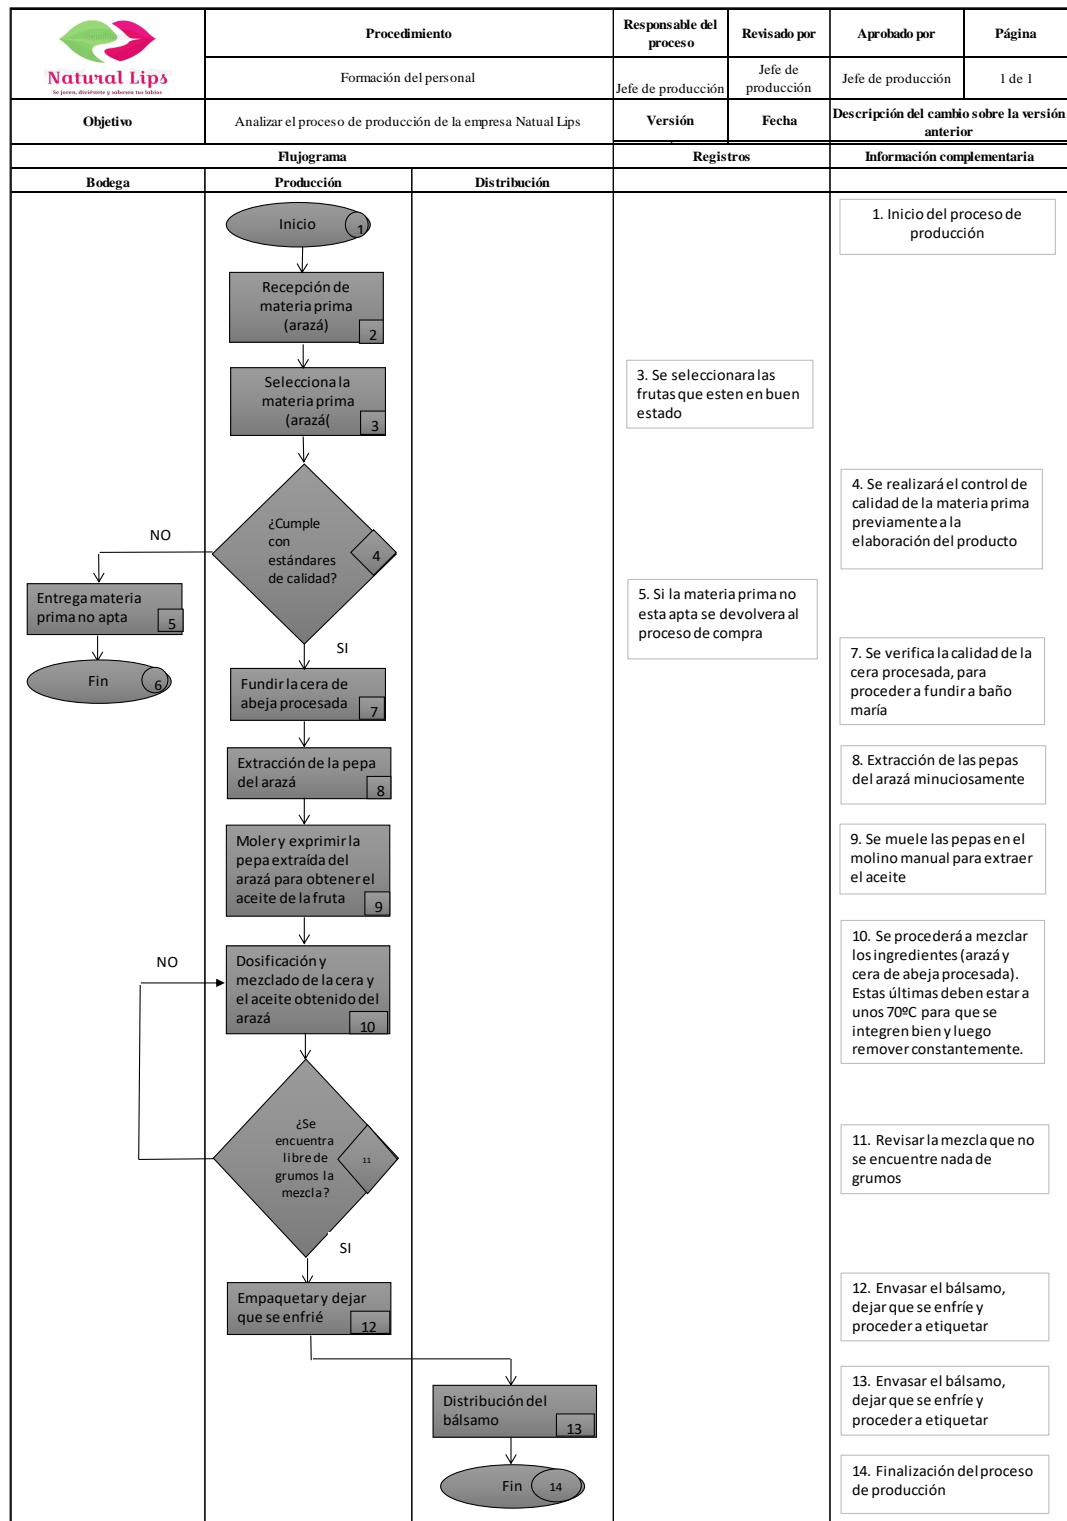 Natural Lips
Se joven, diviértete y saborea tus labios
Procedimiento
Responsable del
proceso
Revisado por
Aprobado por
Página
Formación del personal
Jefe de producción
Jefe de
producción
Jefe de producción
1 de 1
Objetivo
Analizar el proceso de producción de la empresa Natual Lips
Versión
Fecha
Descripción del cambio sobre la versión
anterior
Flujograma
Registros
Información complementaria
Bodega
Producción
Distribución
Inicio
1
1. Inicio del proceso de
producción
Recepción de
materia prima
(arazá)
2
Selecciona la
materia prima
(arazá(
3
3. Se seleccionara las
frutas que esten en buen
estado
¿Cumple
con
estándares
de calidad?
4
NO
SI
4. Se realizará el control de
calidad de la materia prima
previamente a la
elaboración del producto
Entrega materia
prima no apta
5
5. Si la materia prima no
esta apta se devolvera al
proceso de compra
Fin
6
Fundir la cera de
abeja procesada
7
7. Se verifica la calidad de la
cera procesada, para
proceder a fundir a baño
maría
Extracción de la pepa
del arazá
8
8. Extracción de las pepas
del arazá minuciosamente
Moler y exprimir la
pepa extraída del
arazá para obtener el
aceite de la fruta
9
9. Se muele las pepas en el
molino manual para extraer
el aceite
NO
Dosificación y
mezclado de la cera y
el aceite obtenido del
arazá
10
10. Se procederá a mezclar
los ingredientes (arazá y
cera de abeja procesada).
Estas últimas deben estar a
unos 70ºC para que se
integren bien y luego
remover constantemente.
¿Se
encuentra
libre de
grumos la
mezcla?
11
SI
11. Revisar la mezcla que no
se encuentre nada de
grumos
Empaquetar y dejar
que se enfrié
12
12. Envasar el bálsamo,
dejar que se enfríe y
proceder a etiquetar
Distribución del
bálsamo
13
13. Envasar el bálsamo,
dejar que se enfríe y
proceder a etiquetar
Fin
14
14. Finalización del proceso
de producción